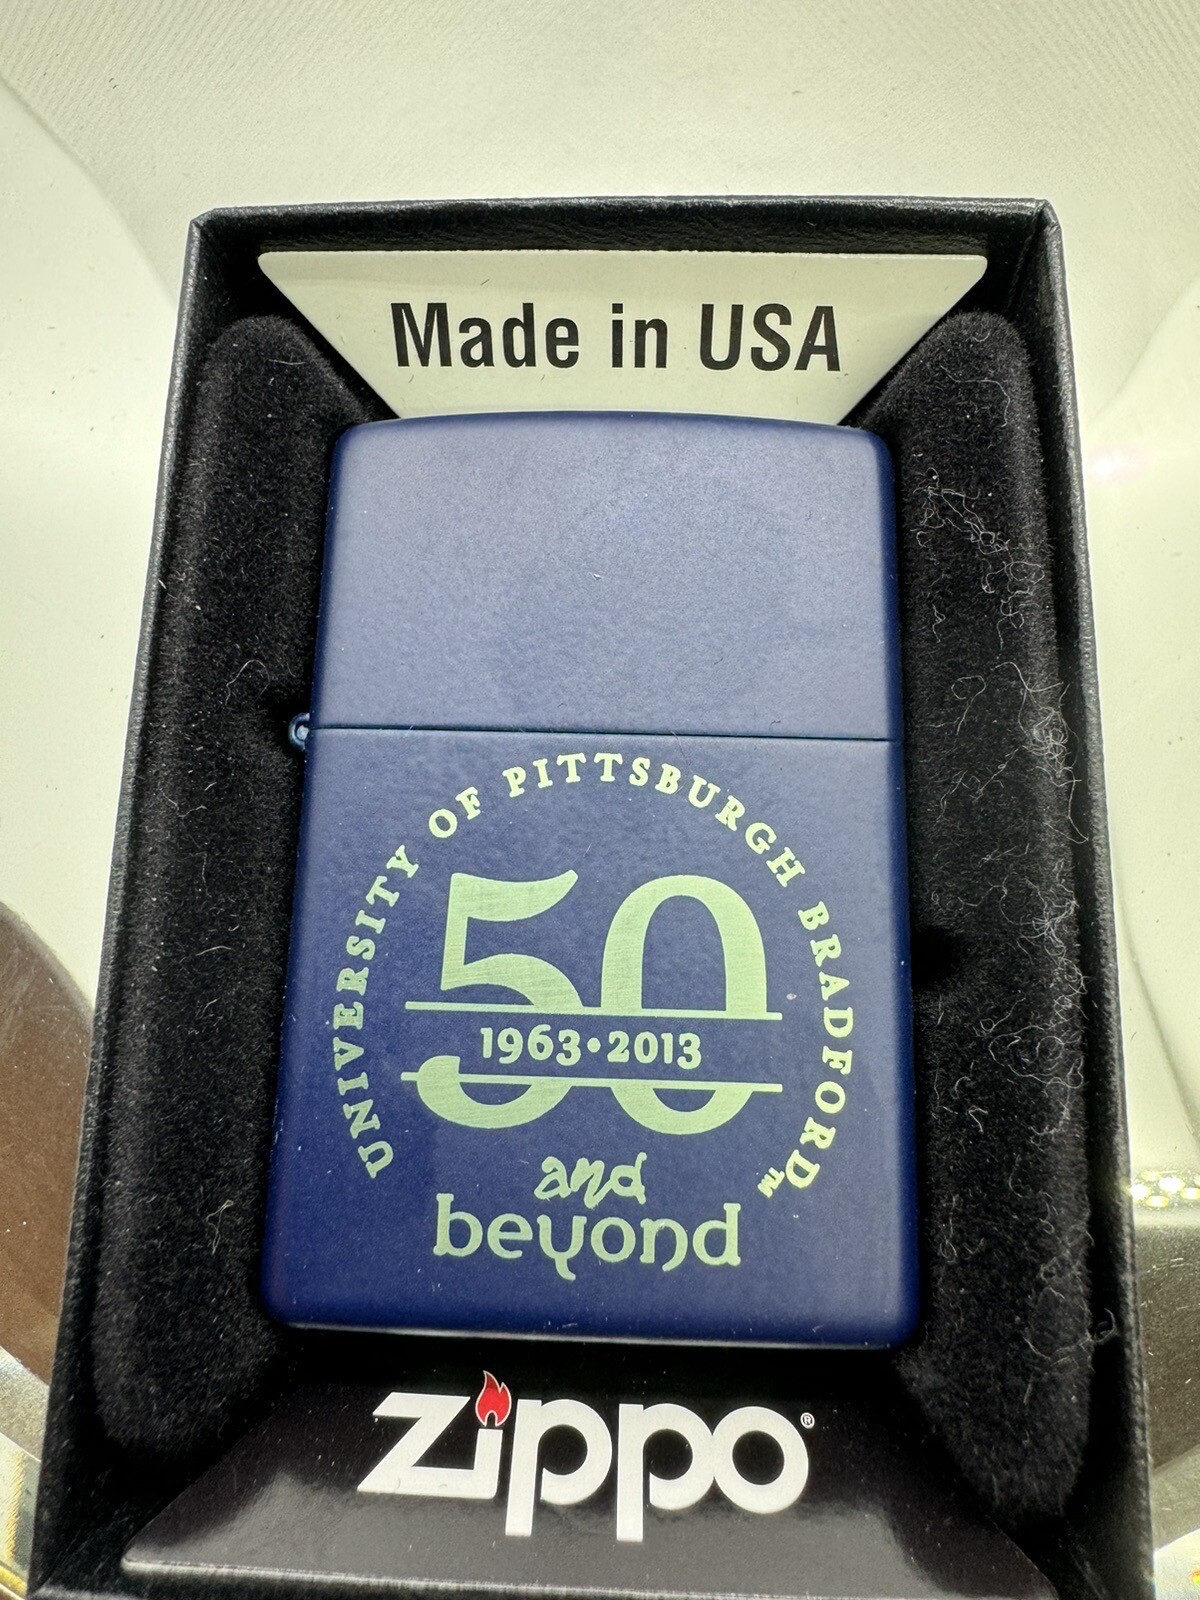 Made in USA
UNIVERSITY OF PITTSBURGH BRADFORD™
50
1963•2013
and
beyond
zippo®